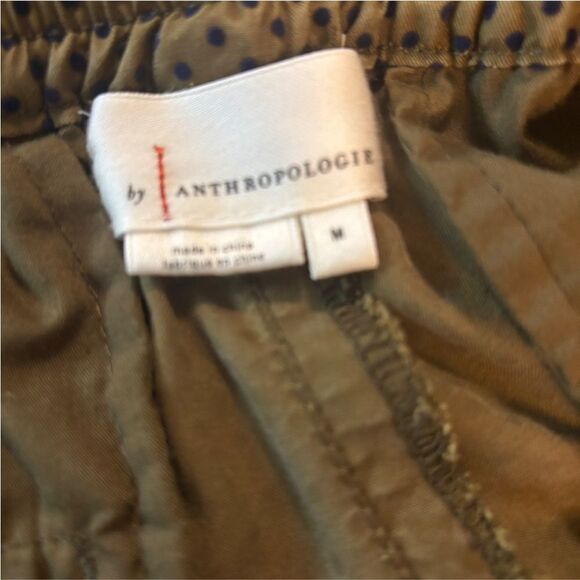 by ANTHROPOLOGIE
M
made in china
fabriqué en chine